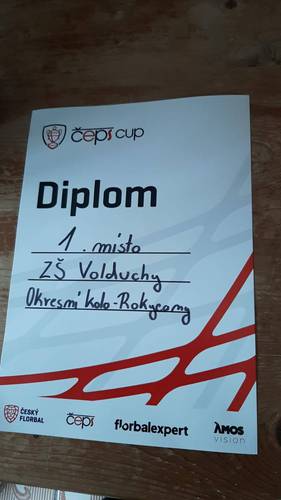 čeps cup
Diplom
1. místo
ZŠ Volduchy
Okresní kolo-Rokycany
ČESKÝ
FLORBAL
čeps
florbalexpert
AMOS
vision